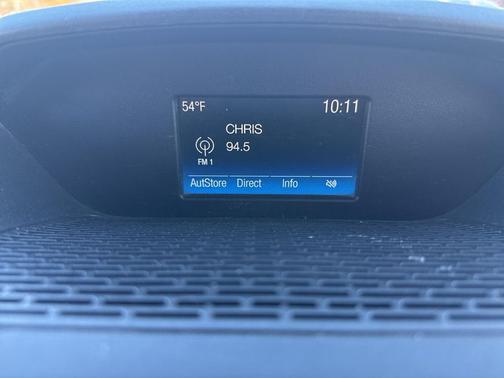 54°F 10:11
CHRIS
94.5
FM 1
AutStore Direct Info